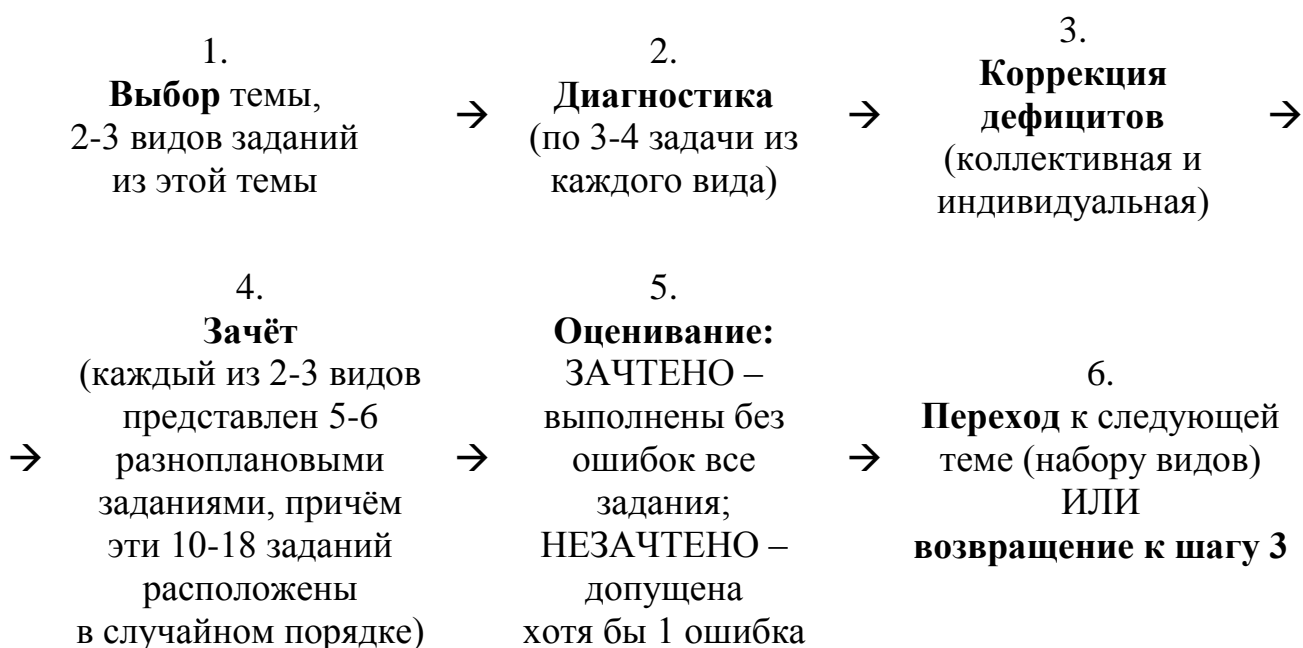 1.
Выбор темы,
2-3 видов заданий
из этой темы
→
2.
Диагностика
(по 3-4 задачи из
каждого вида)
→
3.
Коррекция
дефицитов
(коллективная и
индивидуальная)
→
→
4.
Зачёт
(каждый из 2-3 видов
представлен 5-6
разноплановыми
заданиями, причём
эти 10-18 заданий
расположены
в случайном порядке)
→
5.
Оценивание:
ЗАЧТЕНО –
выполнены без
ошибок все
задания;
НЕЗАЧТЕНО –
допущена
хотя бы 1 ошибка
→
6.
Переход к следующей
теме (набору видов)
ИЛИ
возвращение к шагу 3